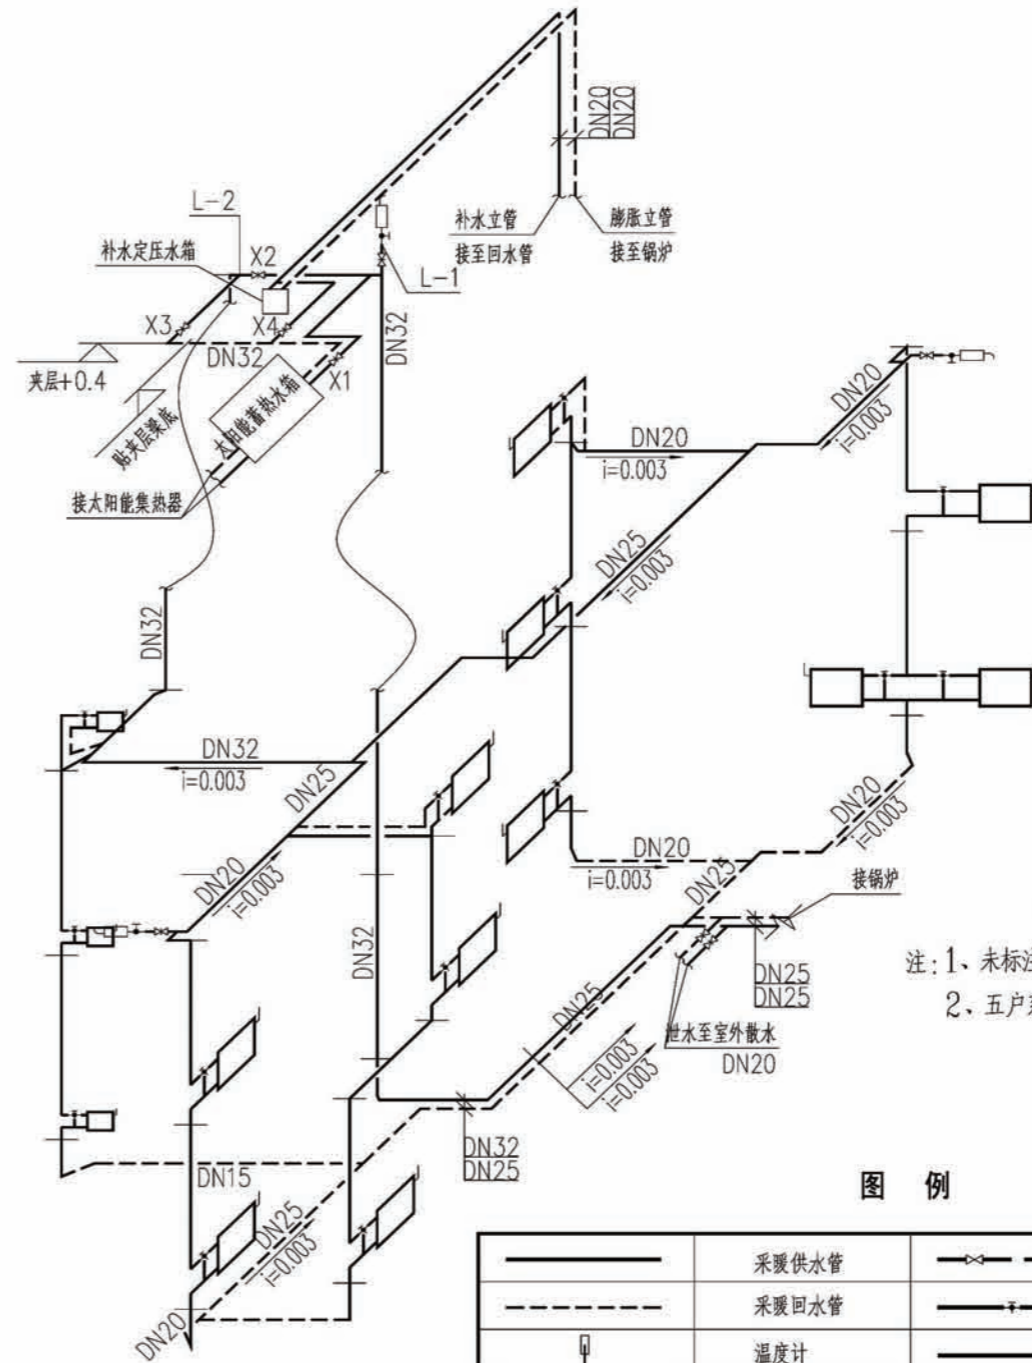 DN20
DN20
L-2
补水立管
接至回水管
膨胀立管
接至锅炉
补水定压水箱
X2
L-1
X3
X4
DN32
DN32
X1
夹层+0.4
太阳能蓄热水箱
贴夹层梁底
接太阳能集热器
DN20
i=0.003
DN20
i=0.003
DN25
i=0.003
DN32
DN32
i=0.003
DN25
DN20
i=0.003
DN20
i=0.003
DN20
i=0.003
DN25
接锅炉
DN32
DN25
DN25
DN25
注:1、未标注
2、五户
泄水至室外散水
DN20
i=0.003
i=0.003
DN32
DN25
DN15
DN25
i=0.003
DN20
图 例
采暖供水管
采暖回水管
温度计